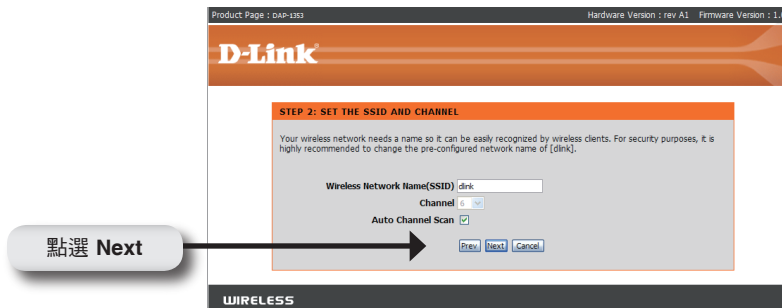 Product Page : DAP-1353 Hardware Version : rev A1 Firmware Version : 1.
D-Link
STEP 2: SET THE SSID AND CHANNEL
Your wireless network needs a name so it can be easily recognized by wireless clients. For security purposes, it is
highly recommended to change the pre-configured network name of [dlink].
Wireless Network Name(SSID) dlink
Channel 6
Auto Channel Scan
點選 Next
Prev Next Cancel
WIRELESS